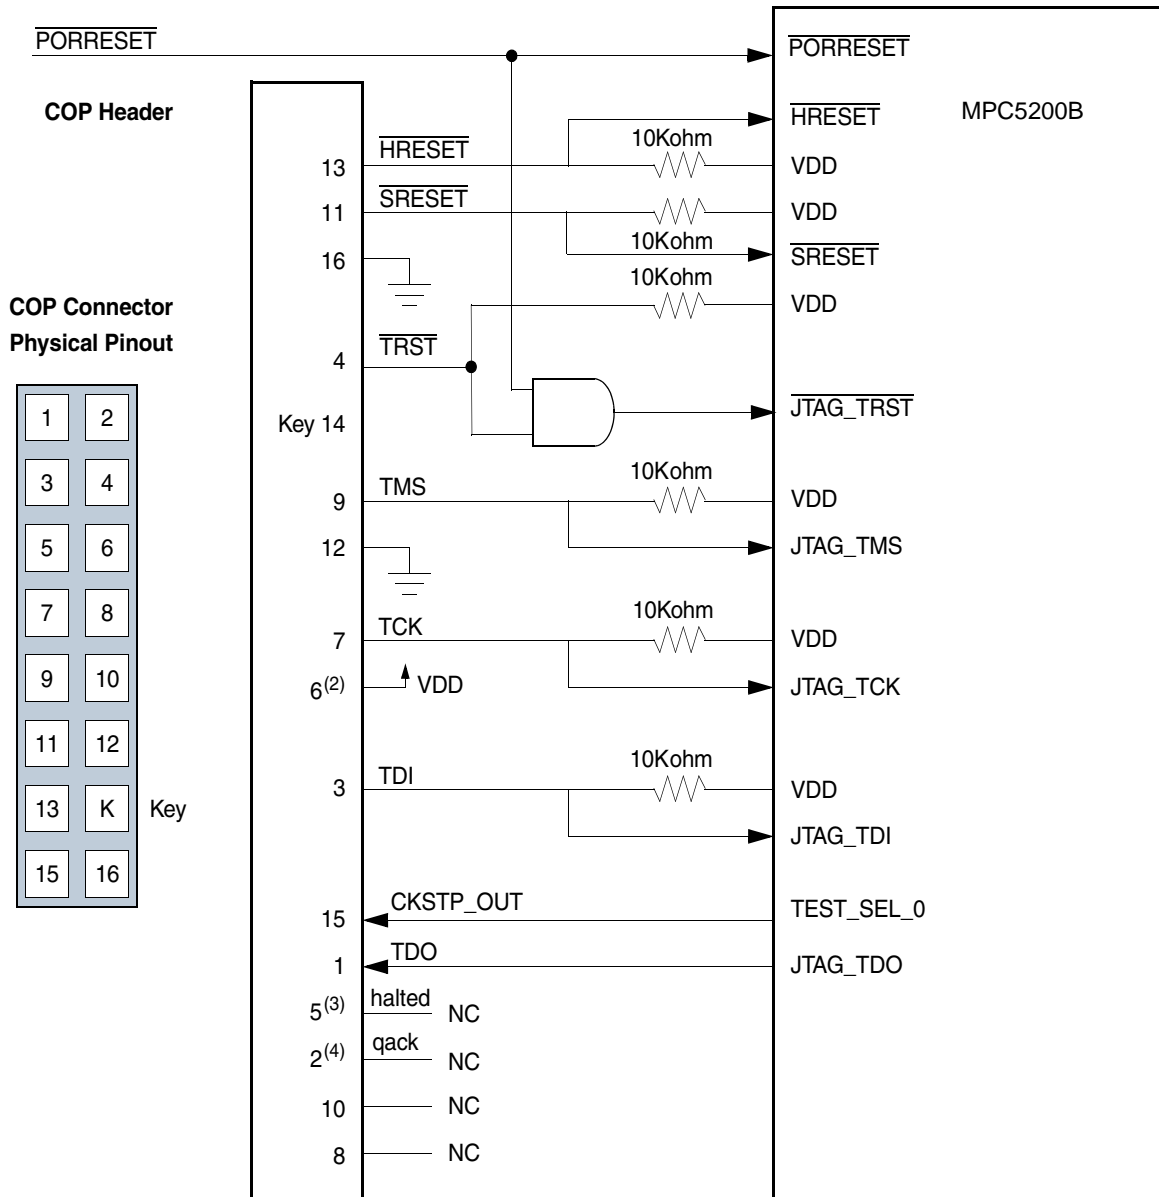 PORRESET
PORRESET
COP Header
HRESET
MPC5200B
13
HRESET
10Kohm
VDD
11
SRESET
VDD
10Kohm
SRESET
16
10Kohm
VDD
COP Connector
Physical Pinout
4
TRST
JTAG_TRST
Key 14
1 2
3 4
5 6
7 8
9 10
11 12
13 K Key
15 16
9
TMS
10Kohm
VDD
12
JTAG_TMS
7
TCK
10Kohm
VDD
6(2)
VDD
JTAG_TCK
3
TDI
10Kohm
VDD
JTAG_TDI
15
CKSTP_OUT
TEST_SEL_0
1
TDO
JTAG_TDO
5(3)
halted
NC
2(4)
qack
NC
10
NC
8
NC